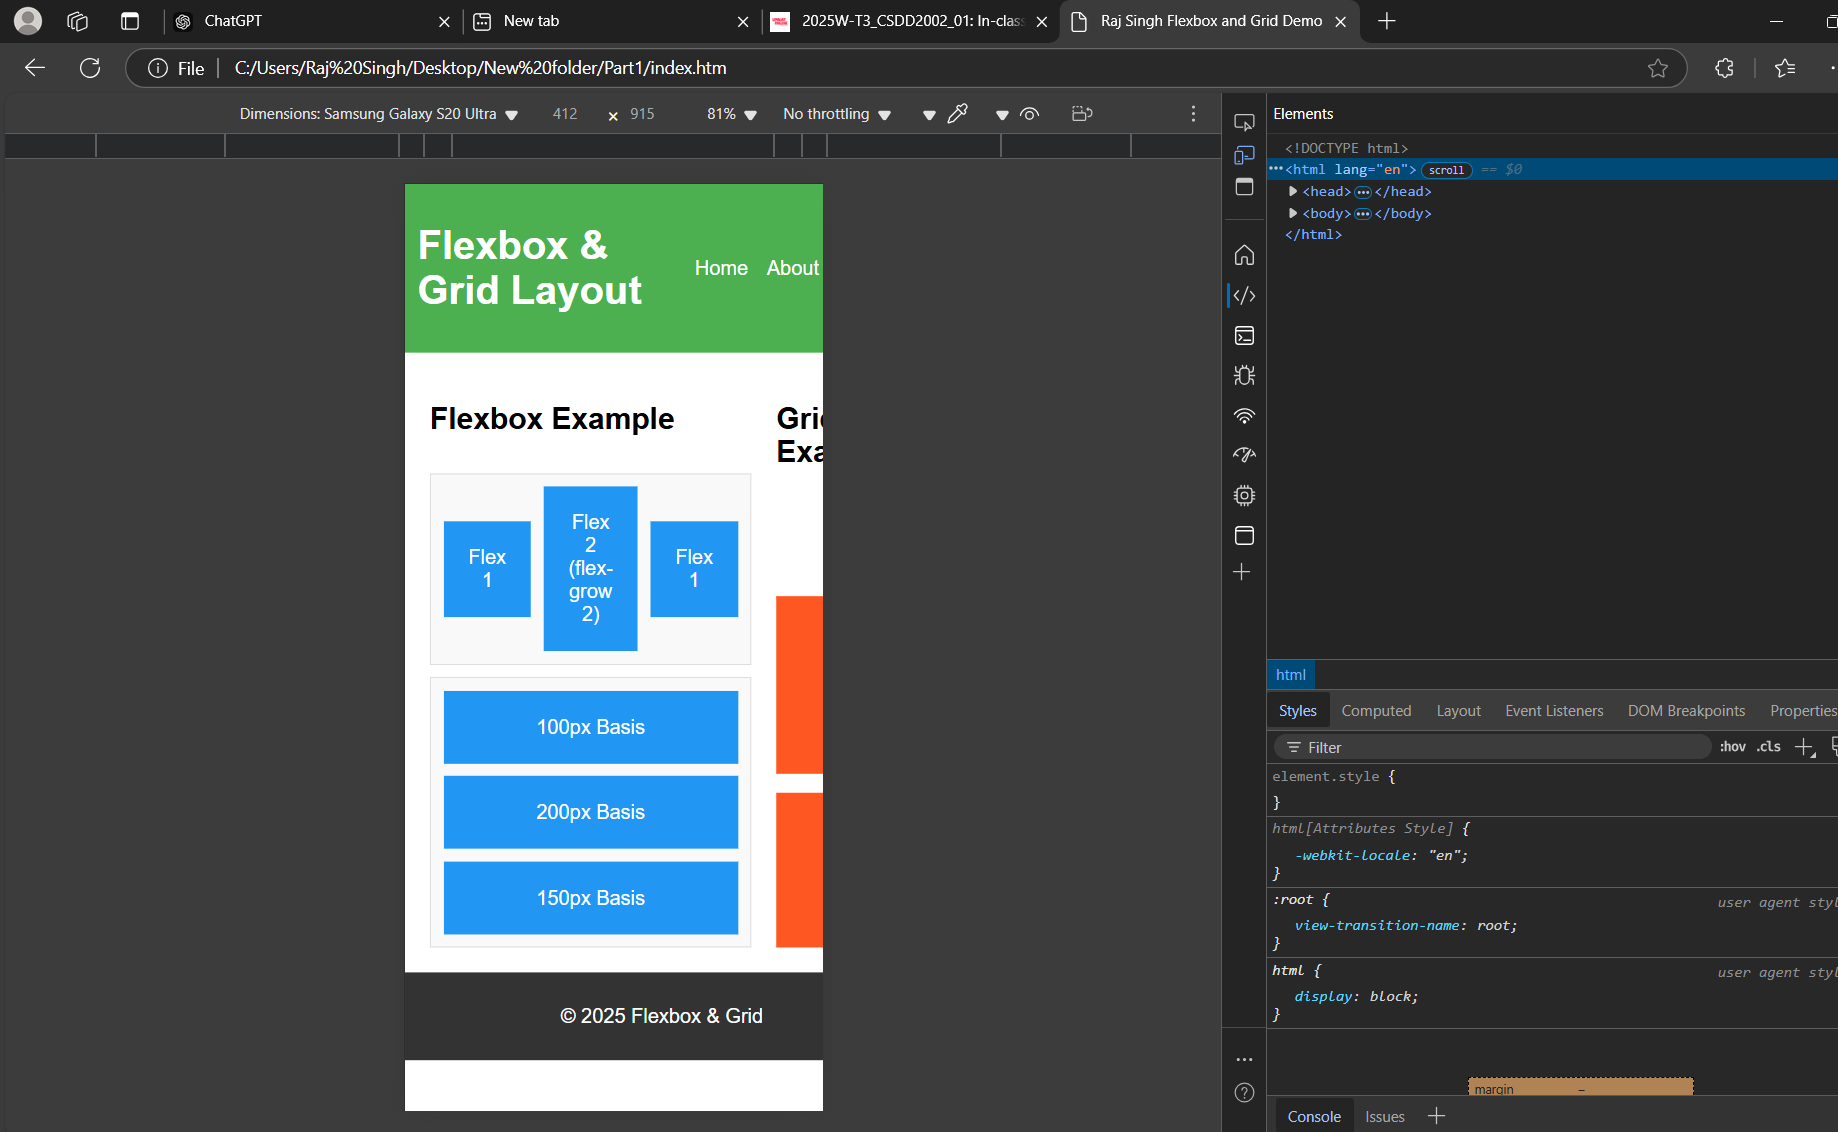 ChatGPT
New tab
2025W-T3_CSDD2002_01: In-clas
Raj Singh Flexbox and Grid Demo
File
C:/Users/Raj%20Singh/Desktop/New%20folder/Part1/index.htm
Dimensions: Samsung Galaxy S20 Ultra
412 × 915
81%
No throttling
Flexbox &
Grid Layout
Home About
Flexbox Example
Grid
Exa
Flex
1
Flex
2
(flex-
grow
2)
Flex
1
100px Basis
200px Basis
150px Basis
© 2025 Flexbox & Grid
Elements
<!DOCTYPE html>
<html lang="en"> scroll == $0
<head> ••• </head>
<body> ••• </body>
</html>
html
Styles Computed Layout Event Listeners DOM Breakpoints Properties
Filter :hov .cls
element.style {
}
html[Attributes Style] {
-webkit-locale: "en";
}
:root { user agent styl
view-transition-name: root;
}
html { user agent styl
display: block;
}
margin –
Console Issues